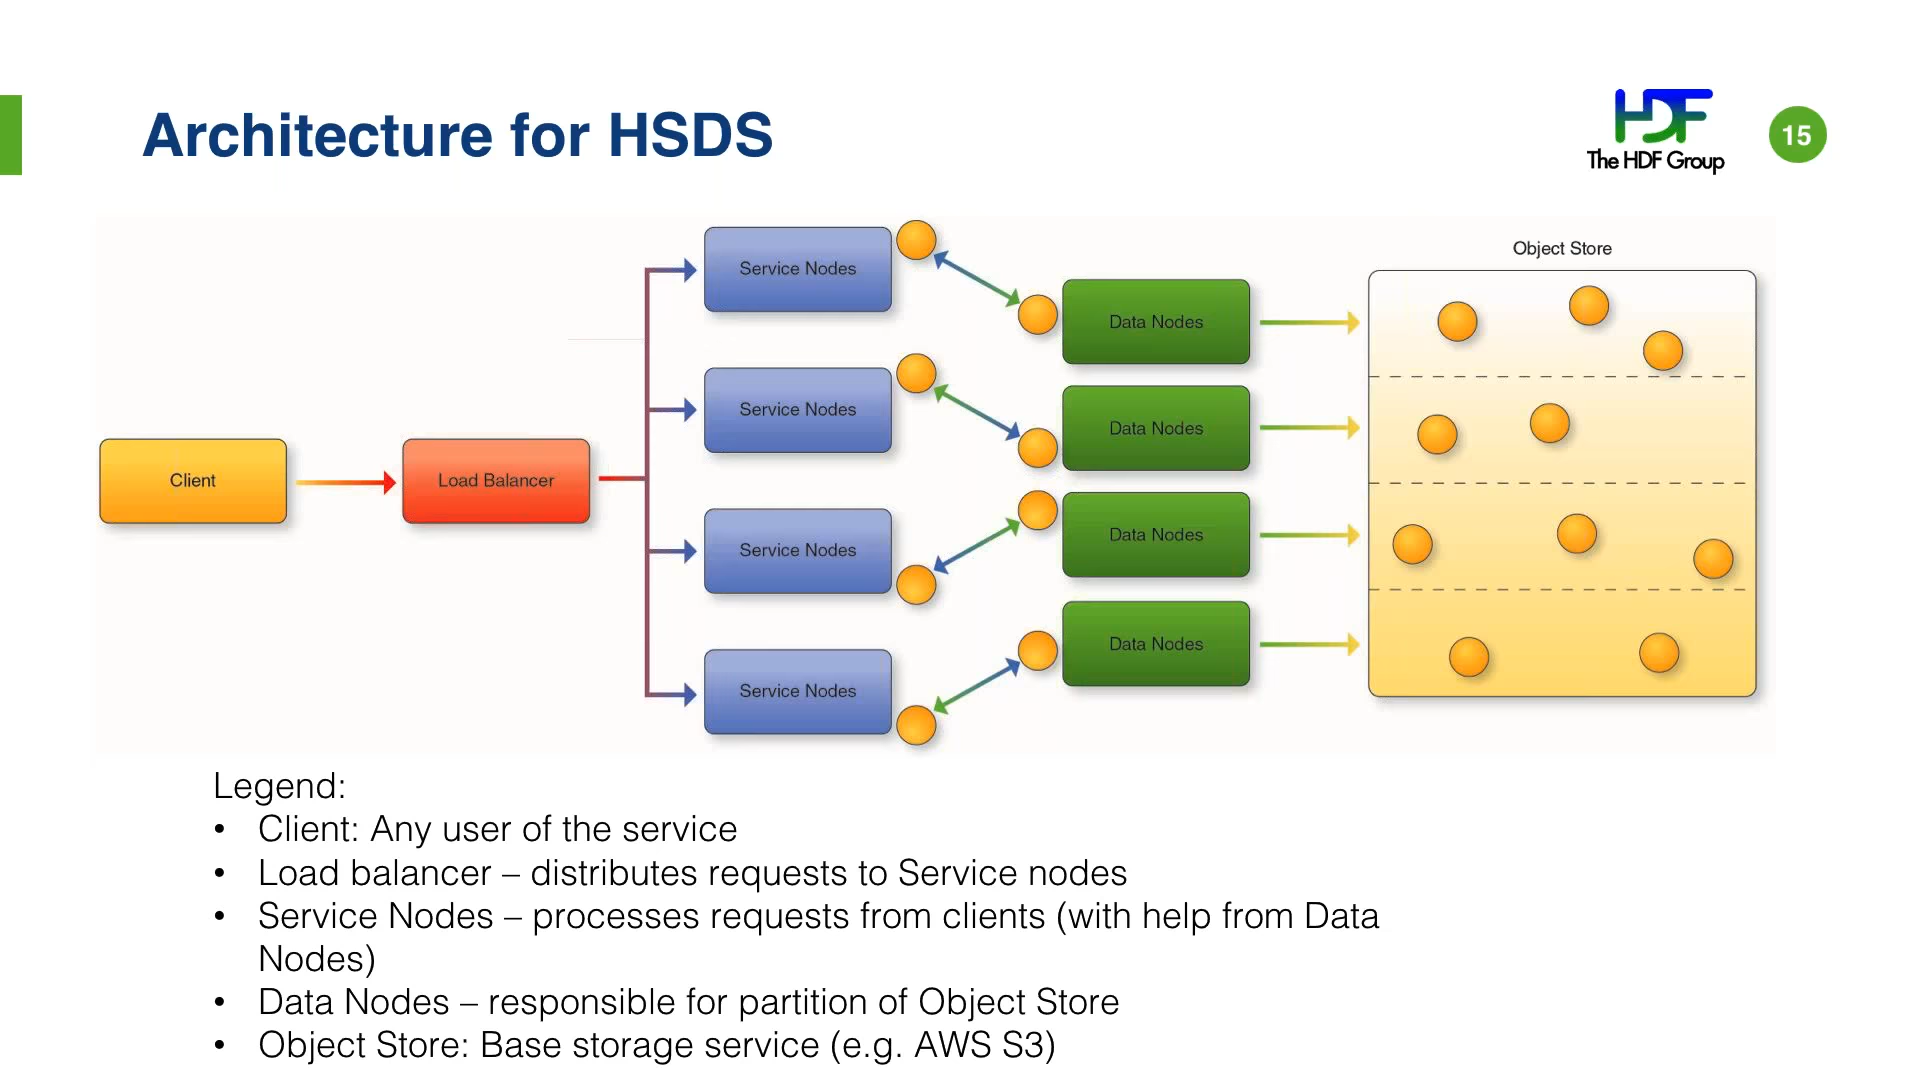 Architecture for HSDS
HDF
The HDF Group
15
Object Store
Service Nodes
Data Nodes
Service Nodes
Data Nodes
Client
Load Balancer
Service Nodes
Data Nodes
Service Nodes
Data Nodes
Legend:
• Client: Any user of the service
• Load balancer – distributes requests to Service nodes
• Service Nodes – processes requests from clients (with help from Data
Nodes)
• Data Nodes – responsible for partition of Object Store
• Object Store: Base storage service (e.g. AWS S3)